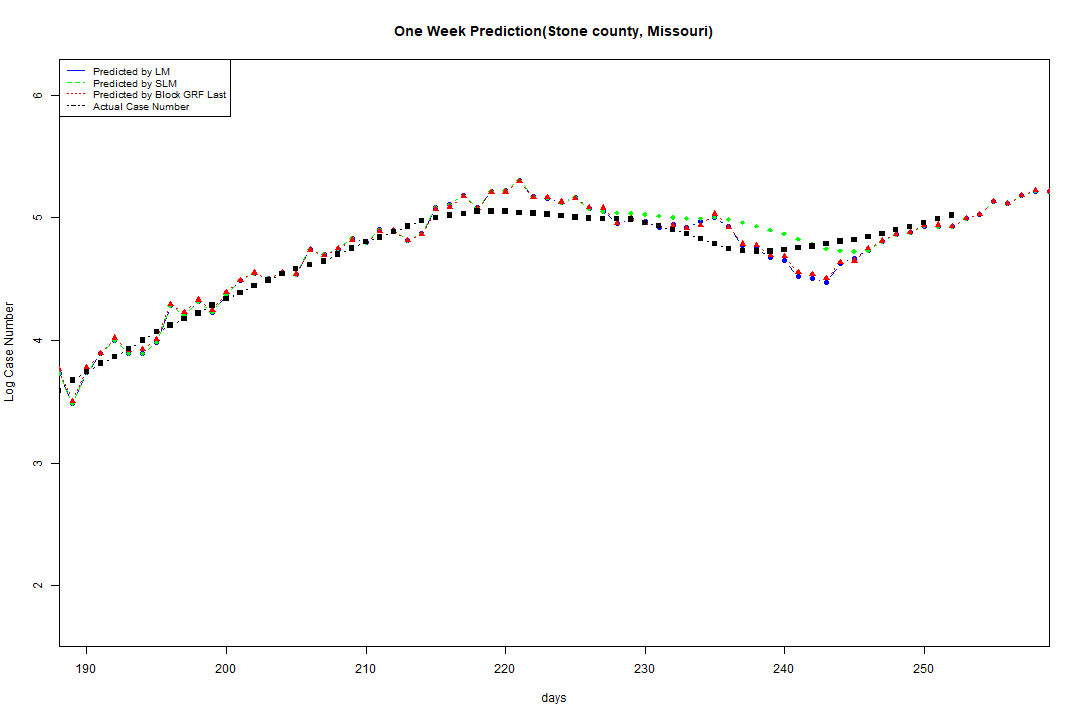 One Week Prediction(Stone county, Missouri)
Predicted by LM
Predicted by SLM
Predicted by Block GRF Last
Actual Case Number
6
5
4
3
2
Log Case Number
190 200 210 220 230 240 250
days